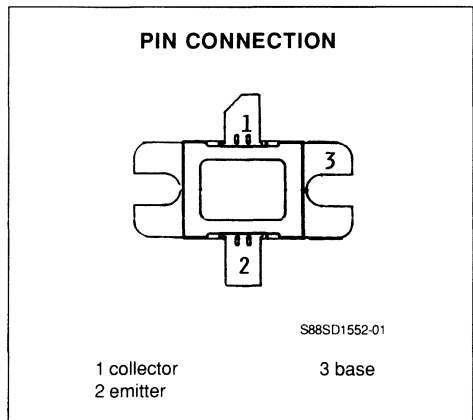 PIN CONNECTION
1
3
2
S88SD1552-01
1 collector
3 base
2 emitter